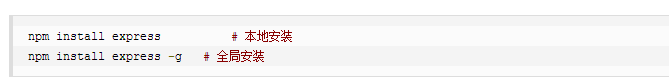 npm install express # 本地安装
npm install express -g # 全局安装